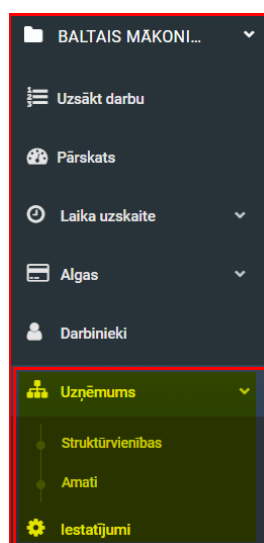 BALTAIS MĀKONI...
Uzsākt darbu
Pārskats
Laika uzskaite
Algas
Darbinieki
Uzņēmums
Struktūrvienības
Amati
Iestatījumi